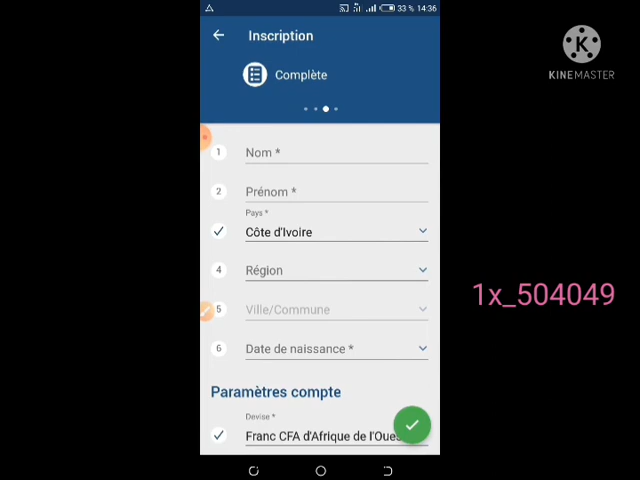 33 % 14:36
Inscription
Complète
K
KINEMASTER
1 Nom *
2 Prénom *
Pays *
Côte d'Ivoire
4 Région
5 Ville/Commune
6 Date de naissance *
1x_504049
Paramètres compte
Devise *
Franc CFA d'Afrique de l'Oues